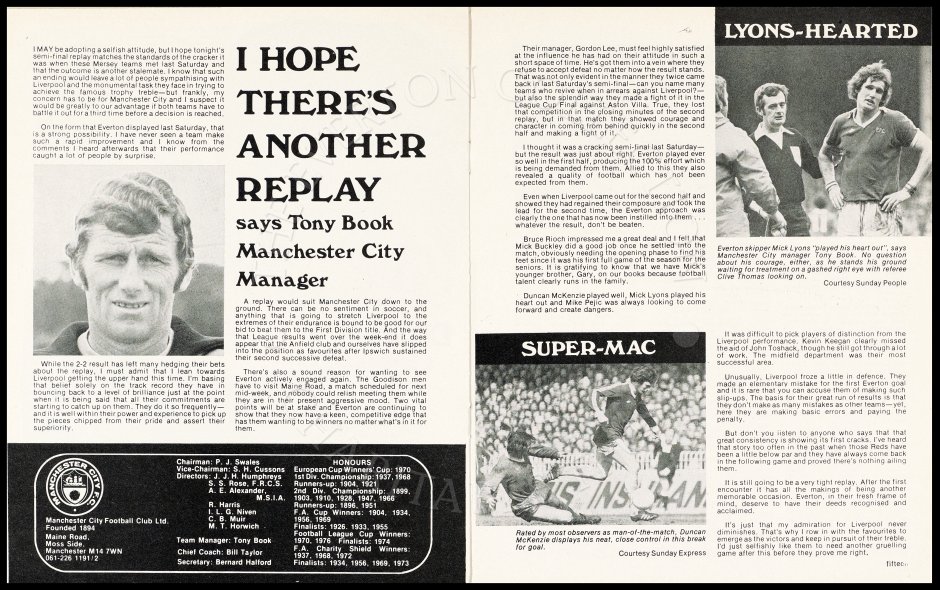 I MAY be adopting a selfish attitude, but I hope tonight's
semi-final replay matches the standards of the cracker it
was when these Mersey teams met last Saturday and
that the outcome is another stalemate. I know that such
an ending would leave a lot of people sympathising with
Liverpool and the monumental task they face in trying to
achieve the famous trophy treble—but frankly, my
concern has to be for Manchester City and I suspect it
would be greatly to our advantage if both teams have to
battle it out for a third time before a decision is reached.
On the form that Everton displayed last Saturday, that
is a strong possibility. I have never seen a team make
such a rapid improvement and I know from the
comments I heard afterwards that their performance
caught a lot of people by surprise.
While the 2-2 result has left many hedging their bets
about the replay, I must admit that I lean towards
Liverpool getting the upper hand this time. I'm basing
that belief solely on the track record they have in
bouncing back to a level of brilliance just at the point
when it is being said that all their commitments are
starting to catch up on them. They do it so frequently—
and it is well within their power and experience to pick up
the pieces chipped from their pride and assert their
superiority.
I HOPE
THERE'S
ANOTHER
REPLAY
says Tony Book
Manchester City
Manager
A replay would suit Manchester City down to the
ground. There can be no sentiment in soccer, and
anything that is going to stretch Liverpool to the
extremes of their endurance is bound to be good for our
bid to beat them to the First Division title. And the way
that League results went over the week-end it does
appear that the Anfield club and ourselves have slipped
into the position as favourites after Ipswich sustained
their second successive defeat.
There's also a sound reason for wanting to see
Everton actively engaged again. The Goodison men
have to visit Maine Road, a match scheduled for next
mid-week, and nobody could relish meeting them while
they are in their present aggressive mood. Two vital
points will be at stake and Everton are continuing to
show that they now have a keen, competitive edge that
has them wanting to be winners no matter what's in it for
them.
MANCHESTER CITY F.C.
Manchester City Football Club Ltd.
Founded 1894
Maine Road,
Moss Side,
Manchester M14 7WN
061-226 1191/2
Chairman: P. J. Swales
Vice-Chairman: S. H. Cussons
Directors: J. J. H. Humphreys
S. S. Rose, F.R.C.S.
A. E. Alexander,
M.S.I.A.
R. Harris
I. L. G. Niven
C. B. Muir
M. T. Horwich
Team Manager: Tony Book
Chief Coach: Bill Taylor
Secretary: Bernard Halford
HONOURS
European Cup Winners' Cup: 1970
1st Div. Championship: 1937, 1968
Runners-up: 1904, 1921
2nd Div. Championship: 1899,
1903, 1910, 1928, 1947, 1966
Runners-up: 1896, 1951
F.A. Cup Winners: 1904, 1934,
1956, 1969
Finalists: 1926, 1933, 1955
Football League Cup Winners:
1970, 1976 Finalists: 1974
F.A. Charity Shield Winners:
1937, 1968, 1972
Finalists: 1934, 1956, 1969, 1973
Their manager, Gordon Lee, must feel highly satisfied
at the influence he has had on their attitude in such a
short space of time. He's got them into a vein where they
refuse to accept defeat no matter how the result stands.
That was not only evident in the manner they twice came
back in last Saturday's semi-final—can you name many
teams who revive when in arrears against Liverpool?—
but also the splendid way they made a fight of it in the
League Cup Final against Aston Villa. True, they lost
that competition in the closing minutes of the second
replay, but in that match they showed courage and
character in coming from behind quickly in the second
half and making a fight of it.
I thought it was a cracking semi-final last Saturday—
but the result was just about right. Everton played ever
so well in the first half, producing the 100% effort which
is being demanded from them. Allied to this they also
revealed a quality of football which has not been
expected from them.
Even when Liverpool came out for the second half and
showed they had regained their composure and took the
lead for the second time, the Everton approach was
clearly the one that has now been instilled into them . . .
whatever the result, don't be beaten.
Bruce Rioch impressed me a great deal and I felt that
Mick Buckley did a good job once he settled into the
match, obviously needing the opening phase to find his
feet since it was his first full game of the season for the
seniors. It is gratifying to know that we have Mick's
younger brother, Gary, on our books because football
talent clearly runs in the family.
Duncan McKenzie played well, Mick Lyons played his
heart out and Mike Pejic was always looking to come
forward and create dangers.
SUPER-MAC
Rated by most observers as man-of-the-match, Duncan
McKenzie displays his neat, close control in this break
for goal.
Courtesy Sunday Express
LYONS-HEARTED
Everton skipper Mick Lyons "played his heart out", says
Manchester City manager Tony Book. No question
about his courage, either, as he stands his ground
waiting for treatment on a gashed right eye with referee
Clive Thomas looking on.
Courtesy Sunday People
It was difficult to pick players of distinction from the
Liverpool performance. Kevin Keegan clearly missed
the aid of John Toshack, though he still got through a lot
of work. The midfield department was their most
successful area.
Unusually, Liverpool froze a little in defence. They
made an elementary mistake for the first Everton goal
and it is rare that you can accuse them of making such
slip-ups. The basis for their great run of results is that
they don't make as many mistakes as other teams—yet,
here they are making basic errors and paying the
penalty.
But don't you listen to anyone who says that that
great consistency is showing its first cracks. I've heard
that story too often in the past when those Reds have
been a little below par and they have always come back
in the following game and proved there's nothing ailing
them.
It is still going to be a very tight replay. After the first
encounter it has all the makings of being another
memorable occasion. Everton, in their fresh frame of
mind, deserve to have their deeds recognised and
acclaimed.
It's just that my admiration for Liverpool never
diminishes. That's why I row in with the favourites to
emerge as the victors and keep in pursuit of their treble.
I'd just selfishly like them to need another gruelling
game after this before they prove me right.